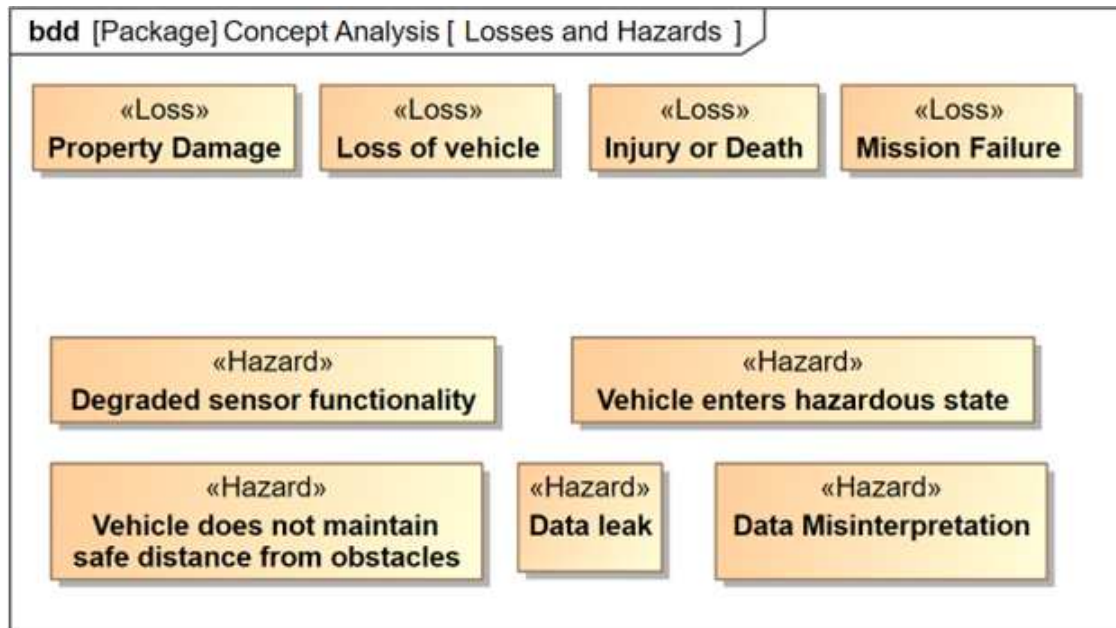 bdd [Package] Concept Analysis [ Losses and Hazards ]
«Loss»
Property Damage
«Loss»
Loss of vehicle
«Loss»
Injury or Death
«Loss»
Mission Failure
«Hazard»
Degraded sensor functionality
«Hazard»
Vehicle enters hazardous state
«Hazard»
Vehicle does not maintain
safe distance from obstacles
«Hazard»
Data leak
«Hazard»
Data Misinterpretation